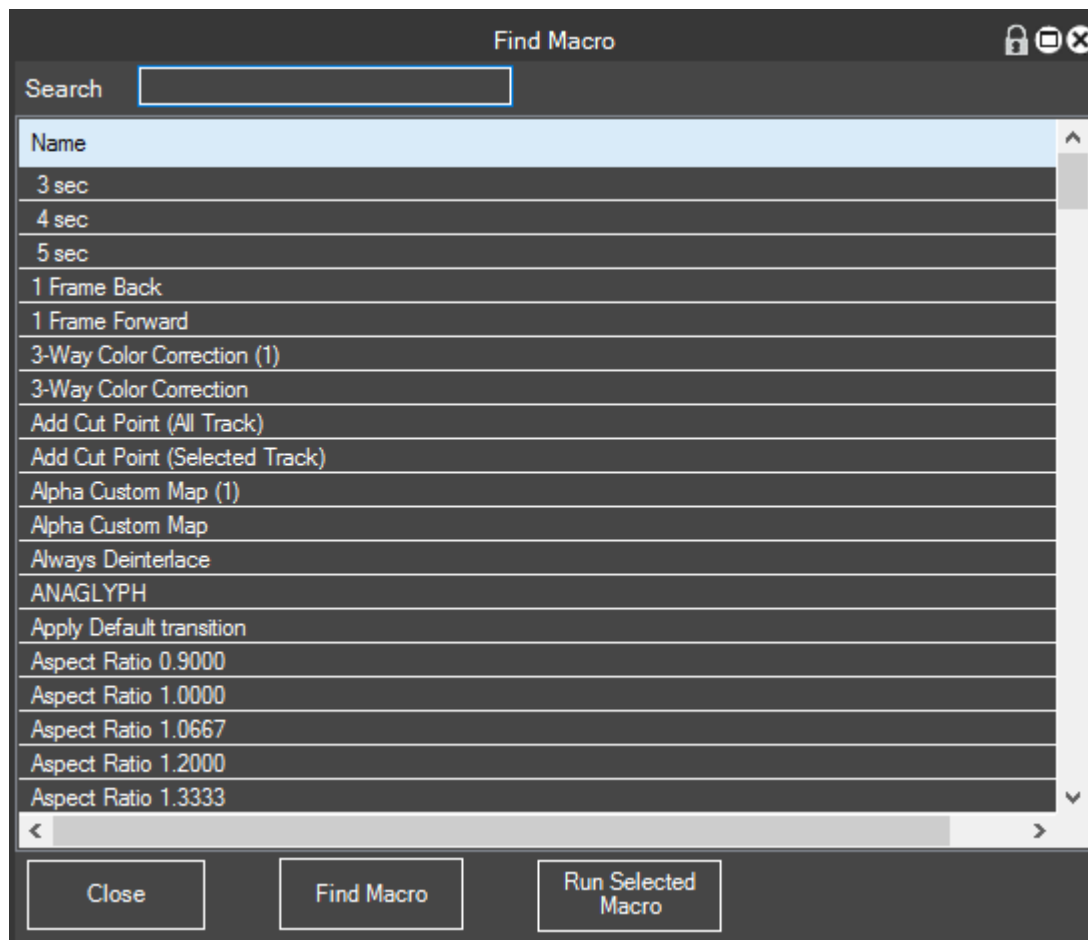 Find Macro
Search
Name
3 sec
4 sec
5 sec
1 Frame Back
1 Frame Forward
3-Way Color Correction (1)
3-Way Color Correction
Add Cut Point (All Track)
Add Cut Point (Selected Track)
Alpha Custom Map (1)
Alpha Custom Map
Always Deinterlace
ANAGLYPH
Apply Default transition
Aspect Ratio 0.9000
Aspect Ratio 1.0000
Aspect Ratio 1.0667
Aspect Ratio 1.2000
Aspect Ratio 1.3333
Close
Find Macro
Run Selected
Macro